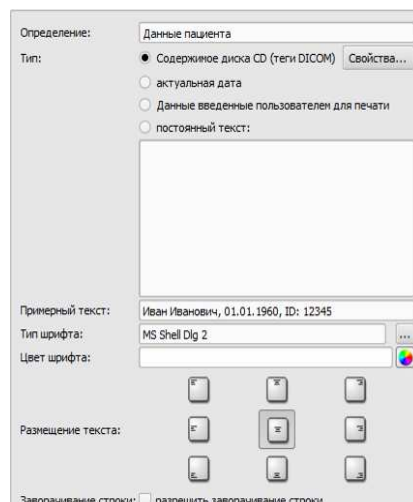 Определение: Данные пациента
Тип: Содержимое диска CD (теги DICOM) Свойства...
актуальная дата
Данные введенные пользователем для печати
постоянный текст:
Примерный текст: Иван Иванович, 01.01.1960, ID: 12345
Тип шрифта: MS Shell Dlg 2 ...
Цвет шрифта:
Размещение текста:
Заворачивание строки: разрешить заворачивание строки